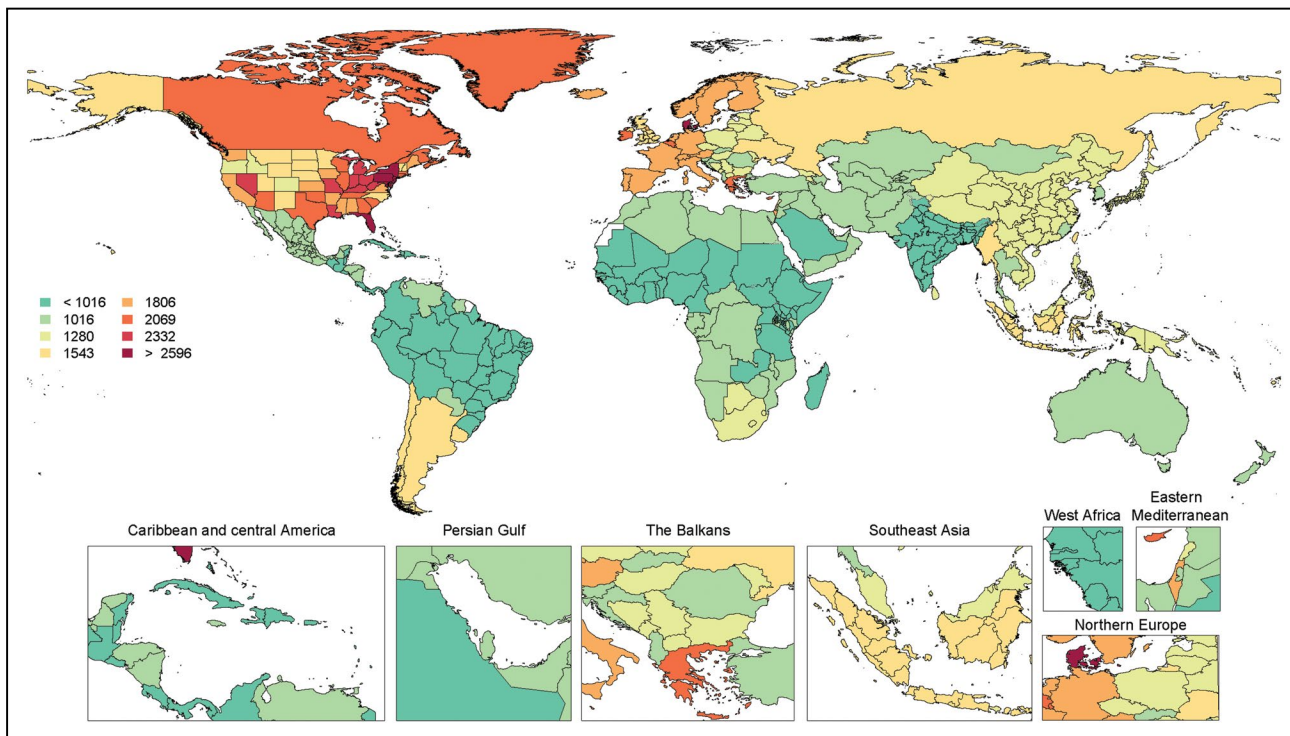 < 1016
1016
1280
1543
1806
2069
2332
> 2596
Caribbean and central America
Persian Gulf
The Balkans
Southeast Asia
West Africa
Eastern
Mediterranean
Northern Europe